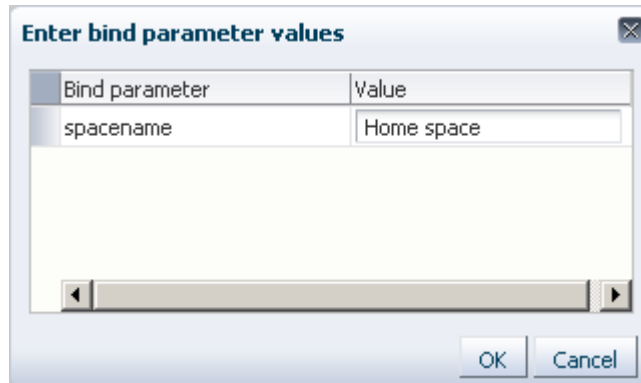 Enter bind parameter values
Bind parameter Value
spacename Home space
OK Cancel